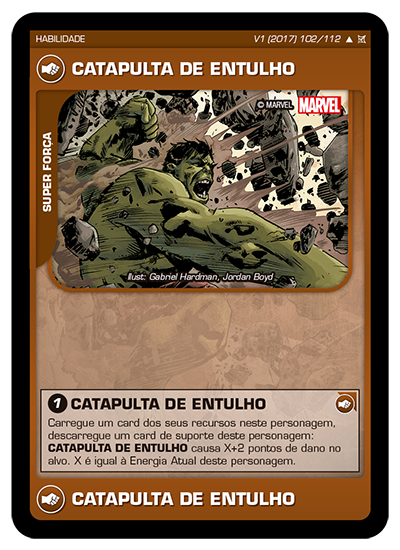 HABILIDADE
V1 (2017) 102/112
CATAPULTA DE ENTULHO
SUPER FORÇA
© MARVEL MARVEL
Illust: Gabriel Hardman, Jordan Boyd
1 CATAPULTA DE ENTULHO
Carregue um card dos seus recursos neste personagem,
descarregue um card de suporte deste personagem:
CATAPULTA DE ENTULHO causa X+2 pontos de dano no
alvo. X é igual à Energia Atual deste personagem.
CATAPULTA DE ENTULHO